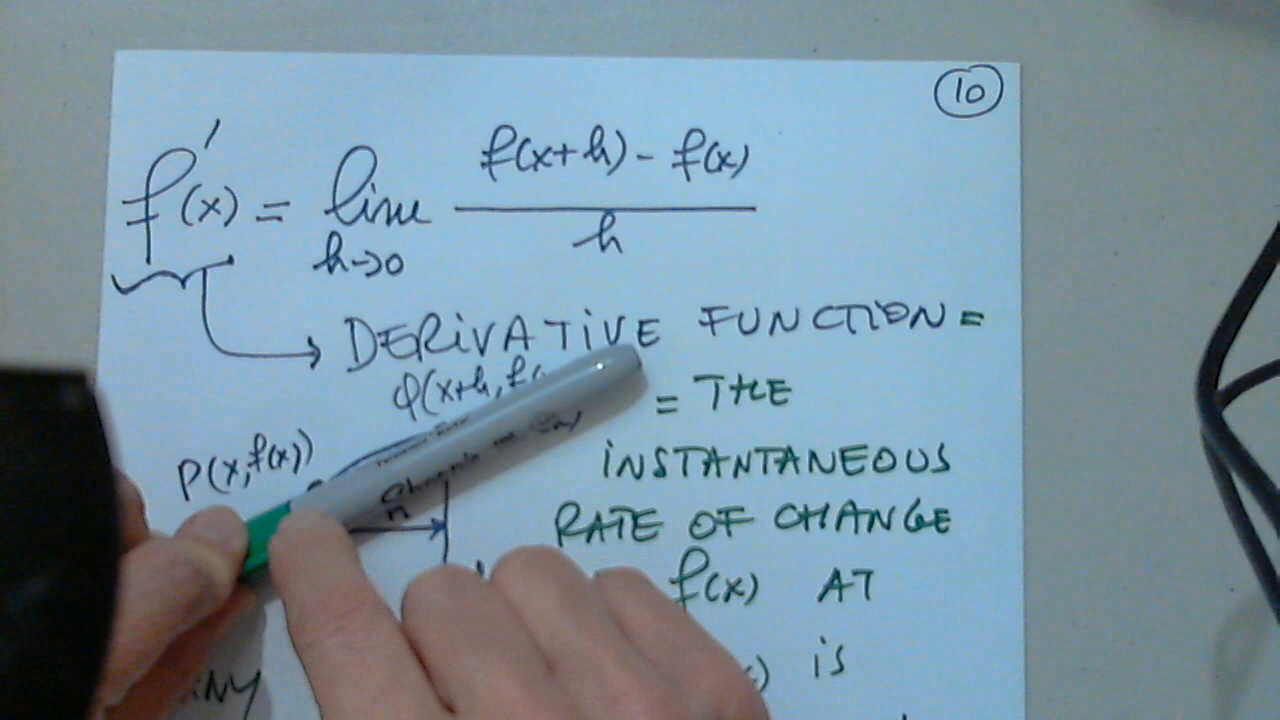 10
f'(x) = lim h→0 f(x+h) - f(x) / h
DERiVATiVE FUNCTION =
Q(x+h, f(
= THE
P(x, f(x))
iNSTANTANEOUS
RATE OF CHANGE
f(x) AT
) is